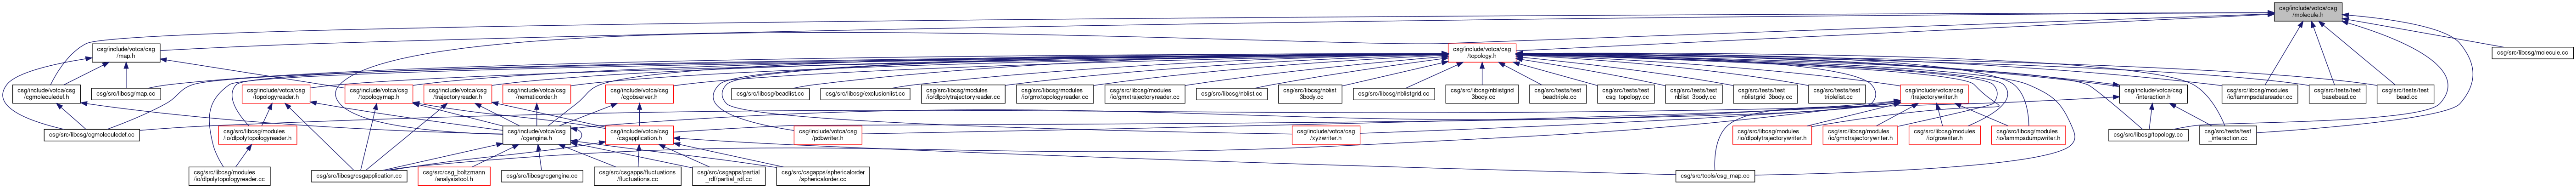 csg/include/votca/csg
/molecule.h
csg/include/votca/csg
/map.h
csg/include/votca/csg
/topology.h
csg/src/libcsg/molecule.cc
csg/include/votca/csg
/cgmoleculedef.h
csg/src/libcsg/map.cc
csg/include/votca/csg
/topologyreader.h
csg/include/votca/csg
/topologymap.h
csg/include/votca/csg
/trajectoryreader.h
csg/include/votca/csg
/nematicorder.h
csg/include/votca/csg
/cgobserver.h
csg/src/libcsg/beadlist.cc
csg/src/libcsg/exclusionlist.cc
csg/src/libcsg/modules
/io/dlpolytrajectoryreader.cc
csg/src/libcsg/modules
/io/gmxtopologyreader.cc
csg/src/libcsg/modules
/io/gmxtrajectoryreader.cc
csg/src/libcsg/nblist.cc
csg/src/libcsg/nblist
_3body.cc
csg/src/libcsg/nblistgrid.cc
csg/src/libcsg/nblistgrid
_3body.cc
csg/src/tests/test
_beadtriple.cc
csg/src/tests/test
_csg_topology.cc
csg/src/tests/test
_nblist_3body.cc
csg/src/tests/test
_nblistgrid_3body.cc
csg/src/tests/test
_triplelist.cc
csg/include/votca/csg
/trajectorywriter.h
csg/include/votca/csg
/interaction.h
csg/src/libcsg/modules
/io/lammpsdatareader.cc
csg/src/tests/test
_basebead.cc
csg/src/tests/test
_bead.cc
csg/src/libcsg/cgmoleculedef.cc
csg/src/libcsg/modules
/io/dlpolytopologyreader.h
csg/include/votca/csg
/cgengine.h
csg/include/votca/csg
/csgapplication.h
csg/include/votca/csg
/pdbwriter.h
csg/include/votca/csg
/xyzwriter.h
csg/src/libcsg/modules
/io/dlpolytrajectorywriter.h
csg/src/libcsg/modules
/io/gmxtrajectorywriter.h
csg/src/libcsg/modules
/io/growriter.h
csg/src/libcsg/modules
/io/lammpsdumpwriter.h
csg/src/libcsg/topology.cc
csg/src/tests/test
_interaction.cc
csg/src/libcsg/modules
/io/dlpolytopologyreader.cc
csg/src/libcsg/csgapplication.cc
csg/src/csg_boltzmann
/analysistool.h
csg/src/libcsg/cgengine.cc
csg/src/csgapps/fluctuations
/fluctuations.cc
csg/src/csgapps/partial
_rdf/partial_rdf.cc
csg/src/csgapps/sphericalorder
/sphericalorder.cc
csg/src/tools/csg_map.cc